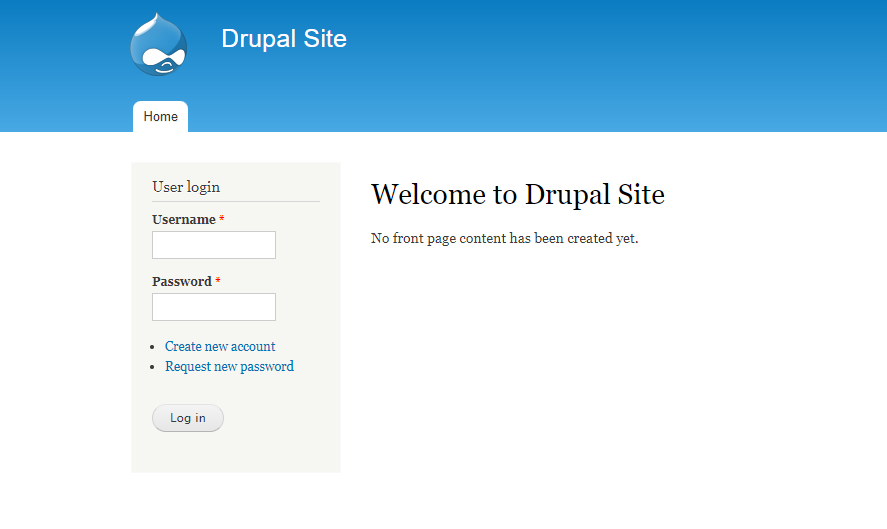 Drupal Site
Home
User login
Username *
Password *
Create new account
Request new password
Log in
Welcome to Drupal Site
No front page content has been created yet.